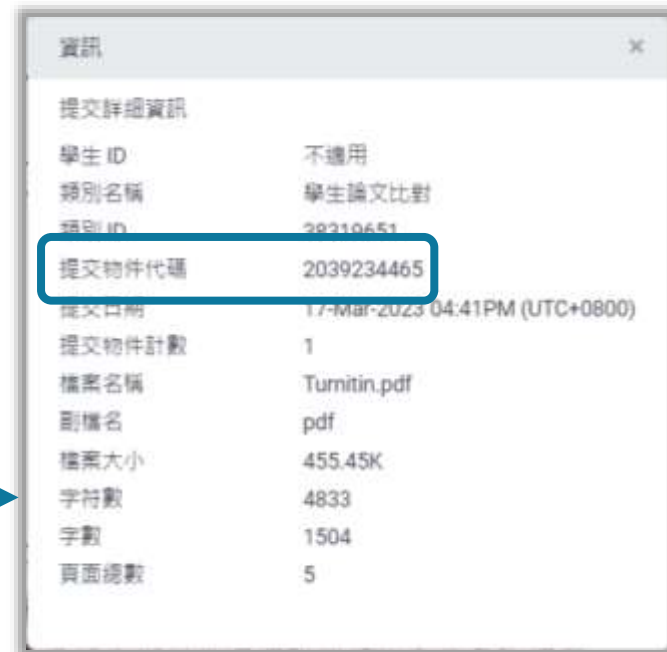 資訊 ×
提交詳細資訊
學生 ID 不適用
類別名稱 學生論文比對
類別 ID 38319651
提交物件代碼 2039234465
提交日期 17-Mar-2023 04:41PM (UTC+0800)
提交物件計數 1
檔案名稱 Turnitin.pdf
副檔名 pdf
檔案大小 455.45K
字符數 4833
字數 1504
頁面總數 5